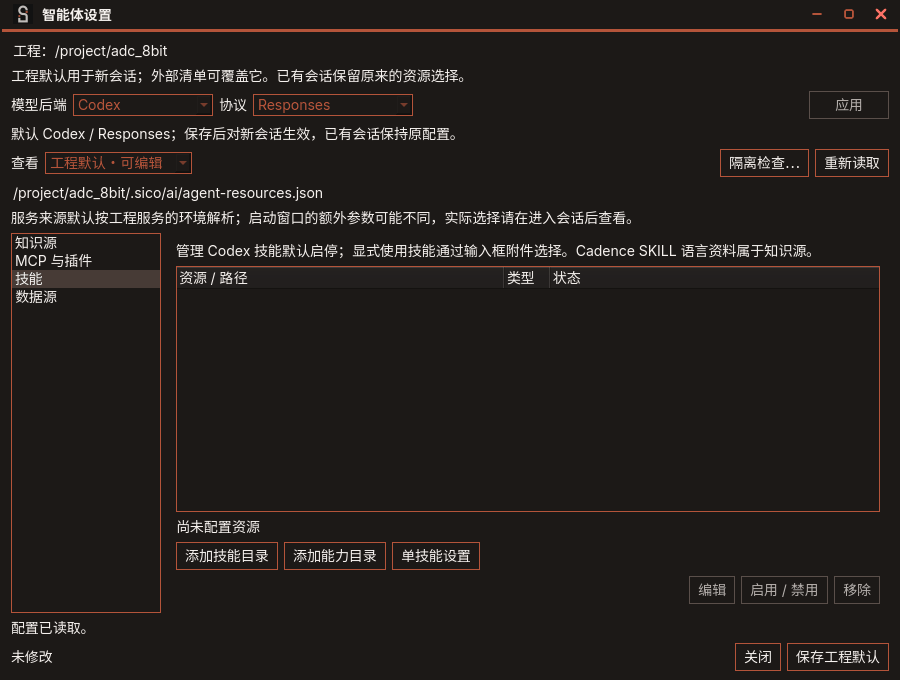 智能体设置
工程：/project/adc_8bit
工程默认用于新会话；外部清单可覆盖它。已有会话保留原来的资源选择。
模型后端 Codex 协议 Responses 应用
默认 Codex / Responses；保存后对新会话生效，已有会话保持原配置。
查看 工程默认・可编辑 隔离检查... 重新读取
/project/adc_8bit/.sico/ai/agent-resources.json
服务来源默认按工程服务的环境解析；启动窗口的额外参数可能不同，实际选择请在进入会话后查看。
知识源
MCP 与插件
技能
数据源
管理 Codex 技能默认启停；显式使用技能通过输入框附件选择。Cadence SKILL 语言资料属于知识源。
资源 / 路径 类型 状态
尚未配置资源
添加技能目录 添加能力目录 单技能设置
编辑 启用 / 禁用 移除
配置已读取。
未修改
关闭 保存工程默认